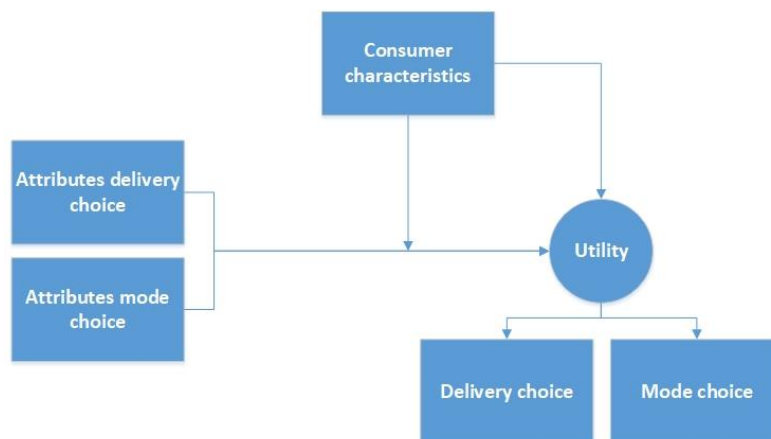 Consumer
characteristics
Attributes delivery
choice
Attributes mode
choice
Utility
Delivery choice
Mode choice